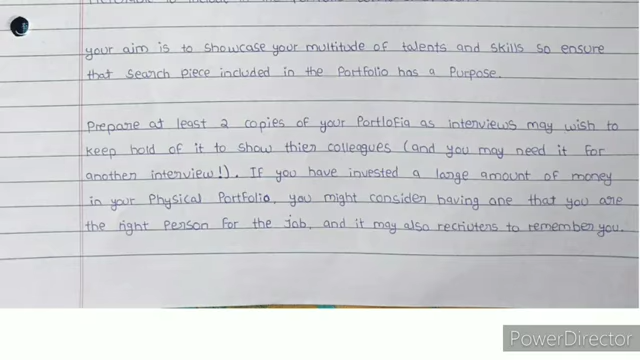 your aim is to showcase your multitude of talents and skills so ensure
that search piece included in the Portfolio has a Purpose.
Prepare at least 2 copies of your Portlofia as interviews may wish to
keep hold of it to show thier colleagues (and you may need it for
another interview!). If you have invested a large amount of money
in your Physical Portfolio, you might consider having one that you are
the right Person for the job, and it may also recriuters to remember you.
PowerDirector